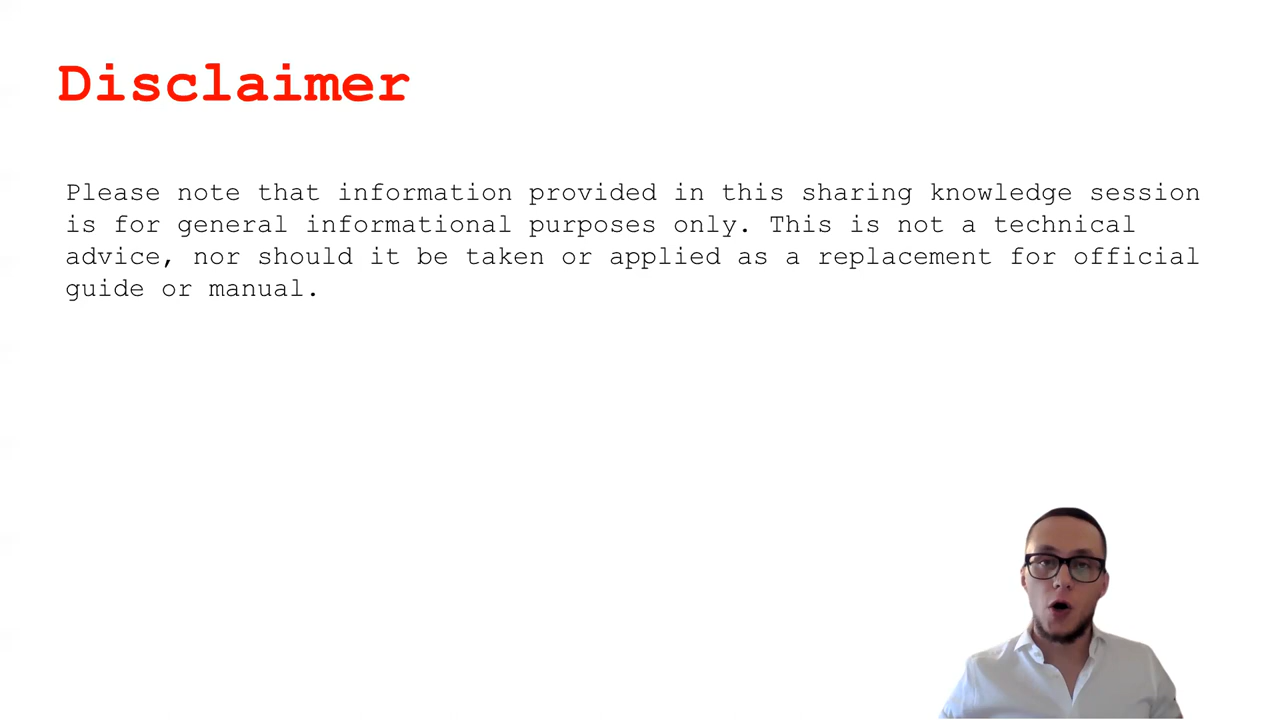 Disclaimer
Please note that information provided in this sharing knowledge session
is for general informational purposes only. This is not a technical
advice, nor should it be taken or applied as a replacement for official
guide or manual.